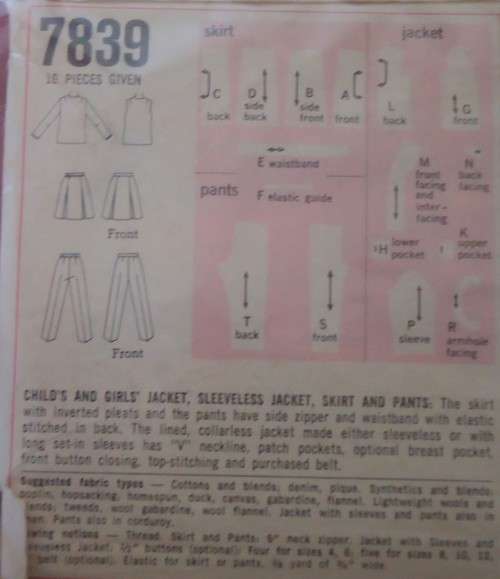 7839
16 PIECES GIVEN
Front
Front
skirt
C
back
D
side
back
B
side
front
A
front
E waistband
F elastic guide
pants
T
back
S
front
jacket
L
back
G
front
M
front
facing
and
inter-
facing
N
back
facing
H lower
pocket
K
upper
pocket
P
sleeve
R
armhole
facing
CHILD'S AND GIRLS' JACKET, SLEEVELESS JACKET, SKIRT AND PANTS: The skirt
with inverted pleats and the pants have side zipper and waistband with elastic
stitched in back. The lined, collarless jacket made either sleeveless or with
long set-in sleeves has "V" neckline, patch pockets, optional breast pocket,
front button closing, top-stitching and purchased belt.
Suggested fabric types — Cottons and blends: denim, pique. Synthetics and blends:
poplin, hopsacking, homespun, duck, canvas, gabardine, flannel. Lightweight wools and
blends: tweeds, wool gabardine, wool flannel. Jacket with sleeves and pants also in
Pants also in corduroy.
notions — Thread. Skirt and Pants: 6" neck zipper. Jacket with Sleeves and
Jacket: ½" buttons (optional): Four for sizes 4, 6; five for sizes 8, 10, 12,
belt (optional). Elastic for skirt or pants, yard of wide.